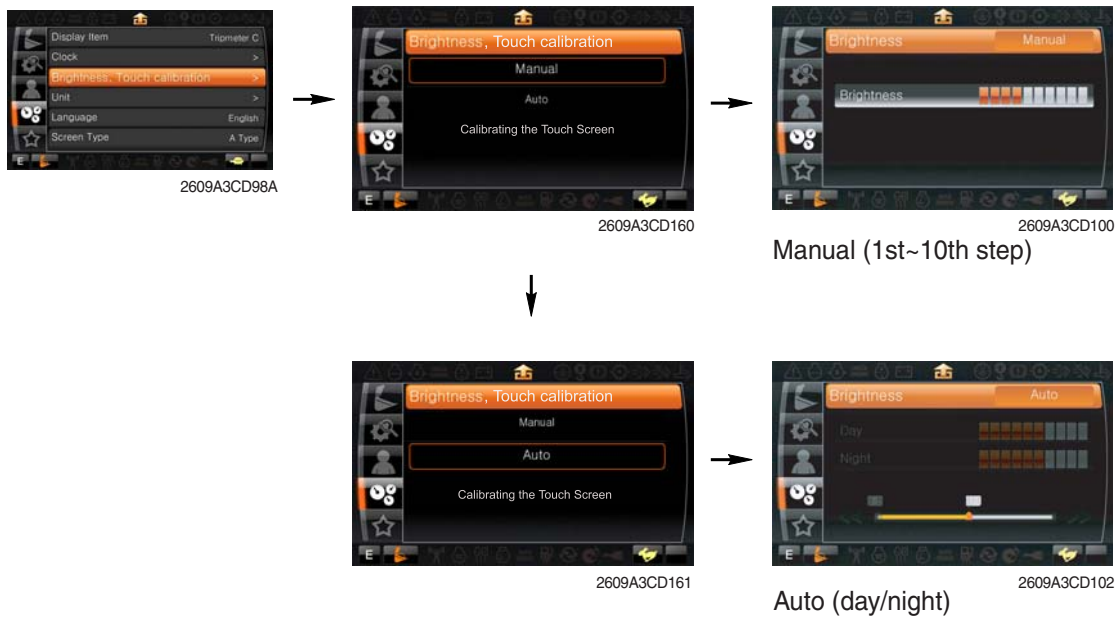 Display Item Tripmeter C
Clock >
Brightness, Touch calibration >
Unit >
Language English
Screen Type A Type
E
2609A3CD98A
Brightness, Touch calibration
Manual
Auto
Calibrating the Touch Screen
E
2609A3CD160
Brightness Manual
Brightness
E
2609A3CD100
Manual (1st~10th step)
Brightness, Touch calibration
Manual
Auto
Calibrating the Touch Screen
E
2609A3CD161
Brightness Auto
Day
Night
E
2609A3CD102
Auto (day/night)